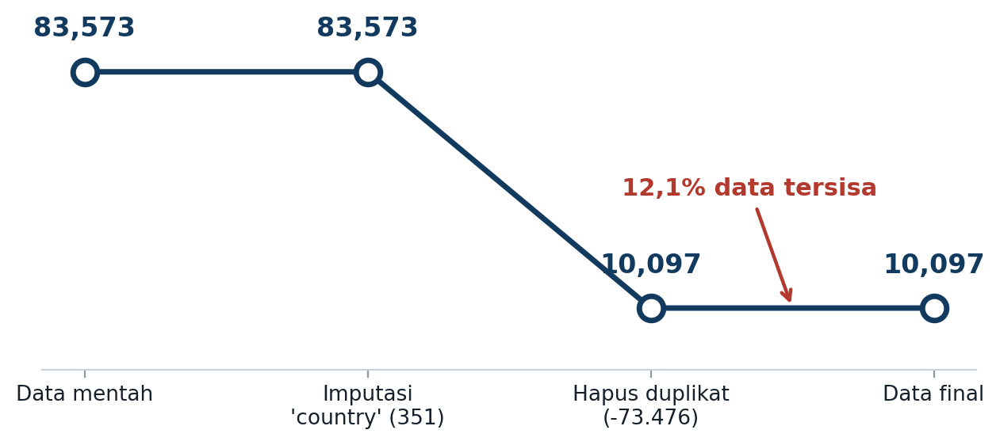 83,573
83,573
12,1% data tersisa
10,097
10,097
Data mentah
Imputasi
'country' (351)
Hapus duplikat
(-73.476)
Data final